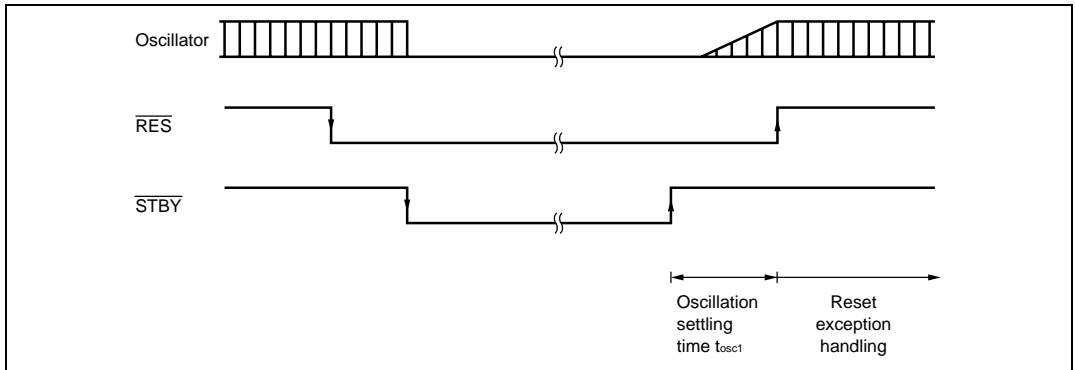 Oscillator
RES
STBY
Oscillation
settling
time tosc1
Reset
exception
handling